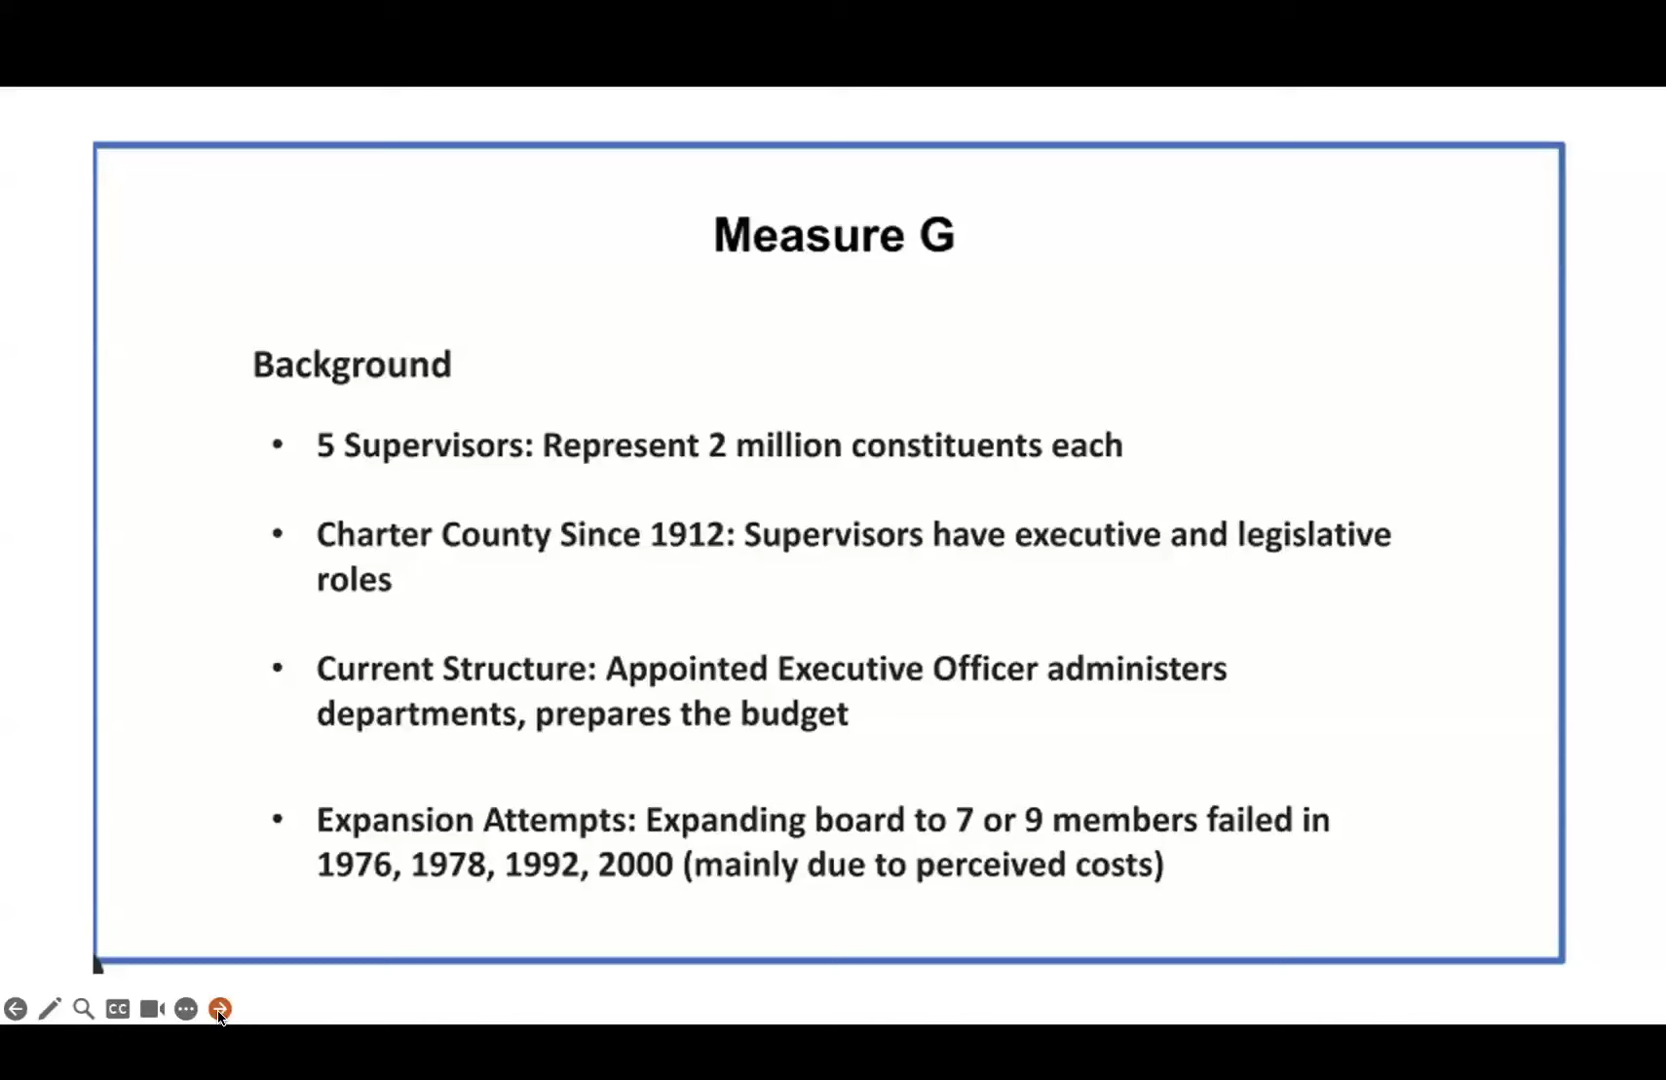 Measure G
Background
• 5 Supervisors: Represent 2 million constituents each
• Charter County Since 1912: Supervisors have executive and legislative
roles
• Current Structure: Appointed Executive Officer administers
departments, prepares the budget
• Expansion Attempts: Expanding board to 7 or 9 members failed in
1976, 1978, 1992, 2000 (mainly due to perceived costs)
CC